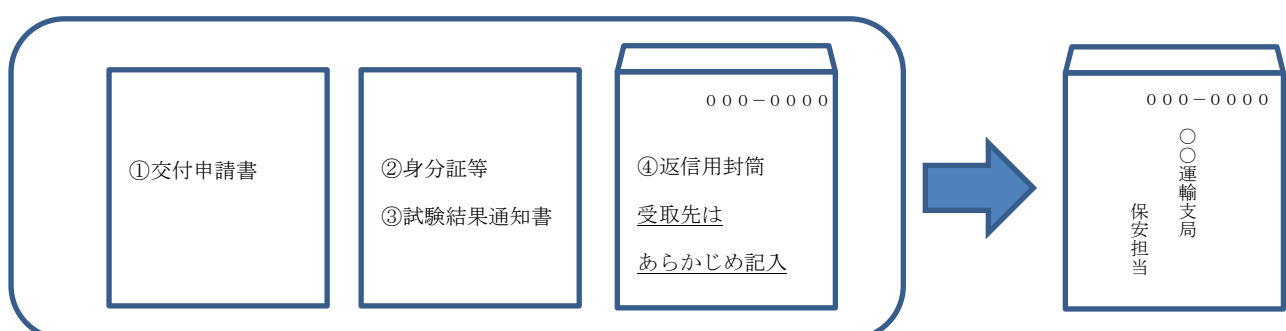 ①交付申請書
②身分証等
③試験結果通知書
０００－００００
④返信用封筒
受取先は
あらかじめ記入
０００－００００
〇〇運輸支局
保安担当